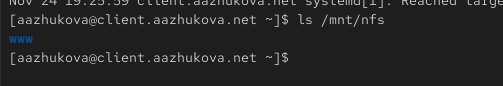 Nov 24 19:25:59 client.aazhukova.net systemd[1]: Reached targe
[aazhukova@client.aazhukova.net ~]$ ls /mnt/nfs
www
[aazhukova@client.aazhukova.net ~]$